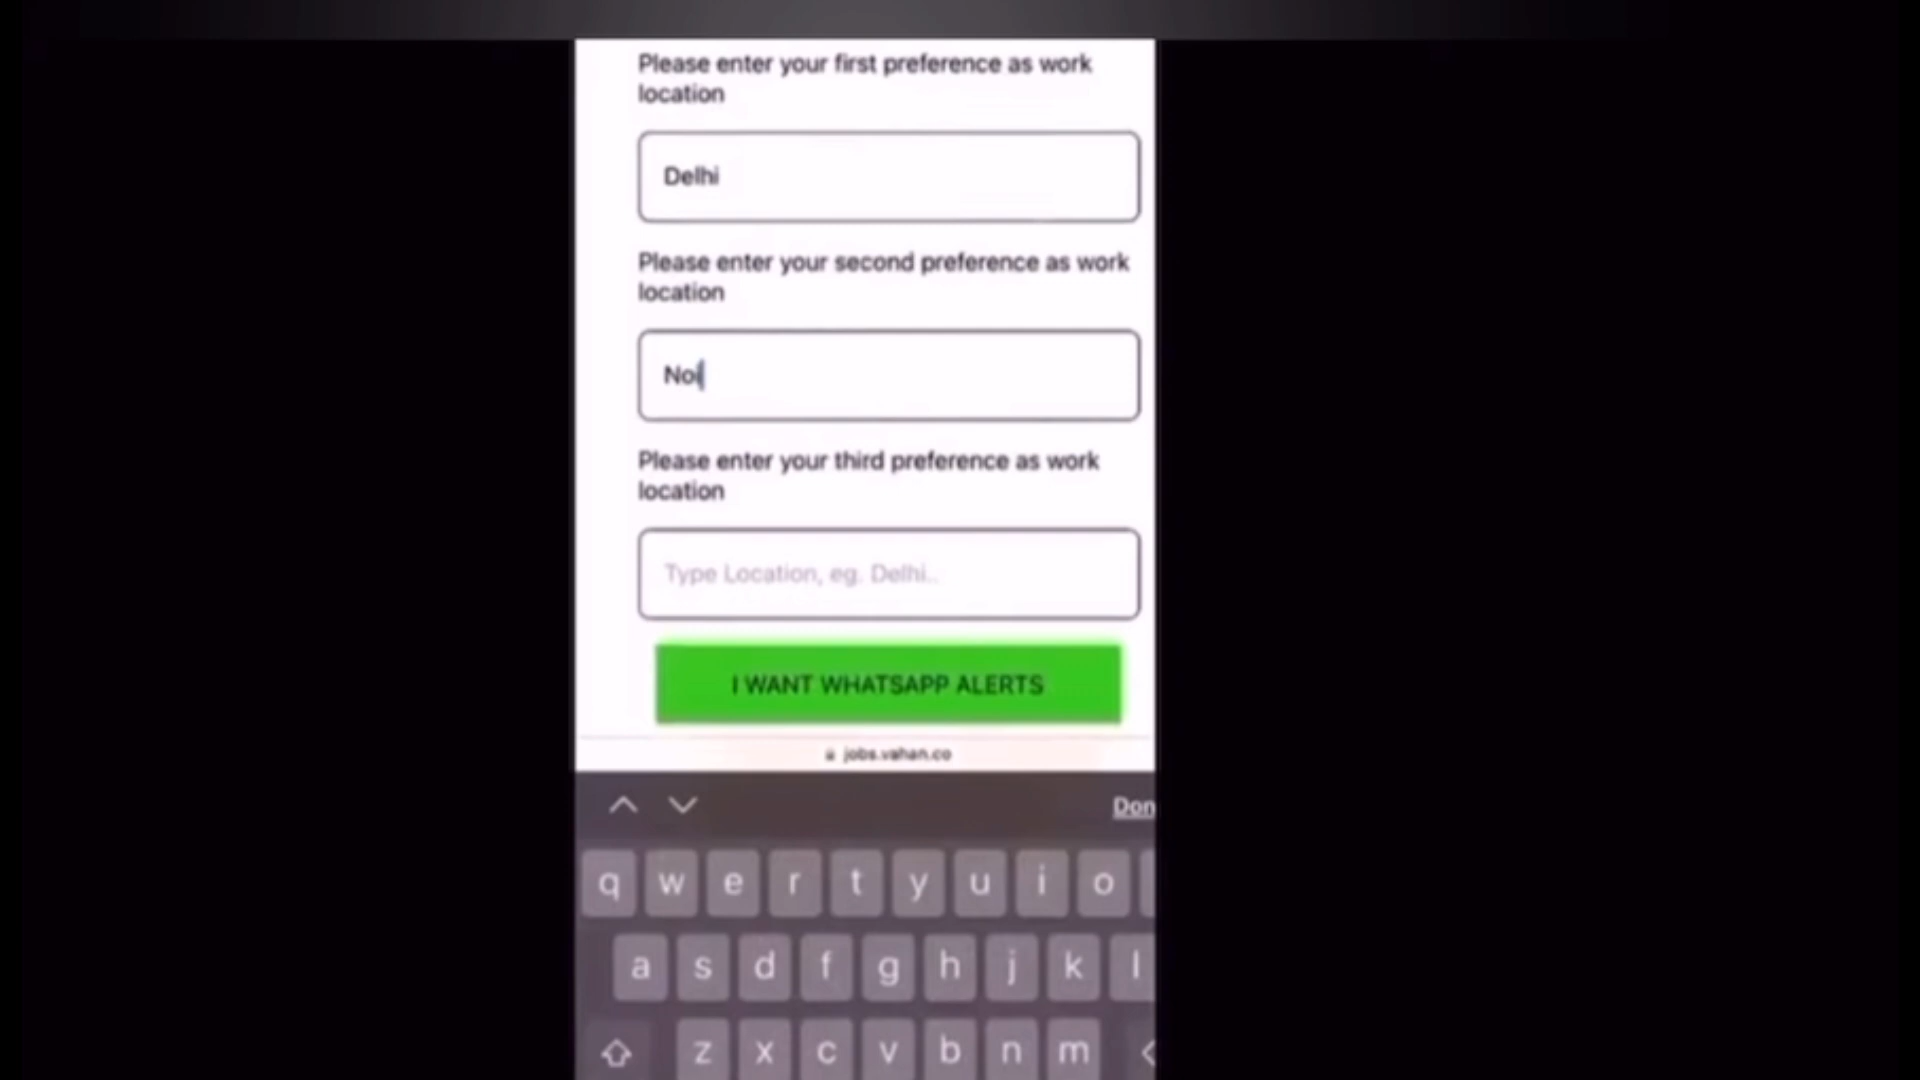 Please enter your first preference as work
location
Delhi
Please enter your second preference as work
location
Noi
Please enter your third preference as work
location
Type Location, eg. Delhi..
I WANT WHATSAPP ALERTS
jobs.vahan.co
Don
q w e r t y u i o
a s d f g h j k l
z x c v b n m